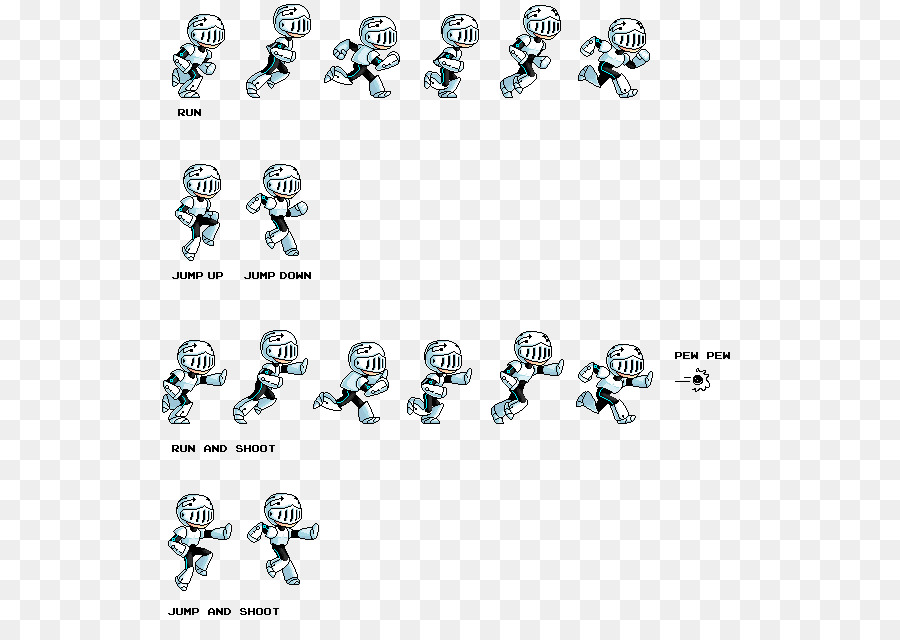 RUN
JUMP UP
JUMP DOWN
PEW PEW
RUN AND SHOOT
JUMP AND SHOOT